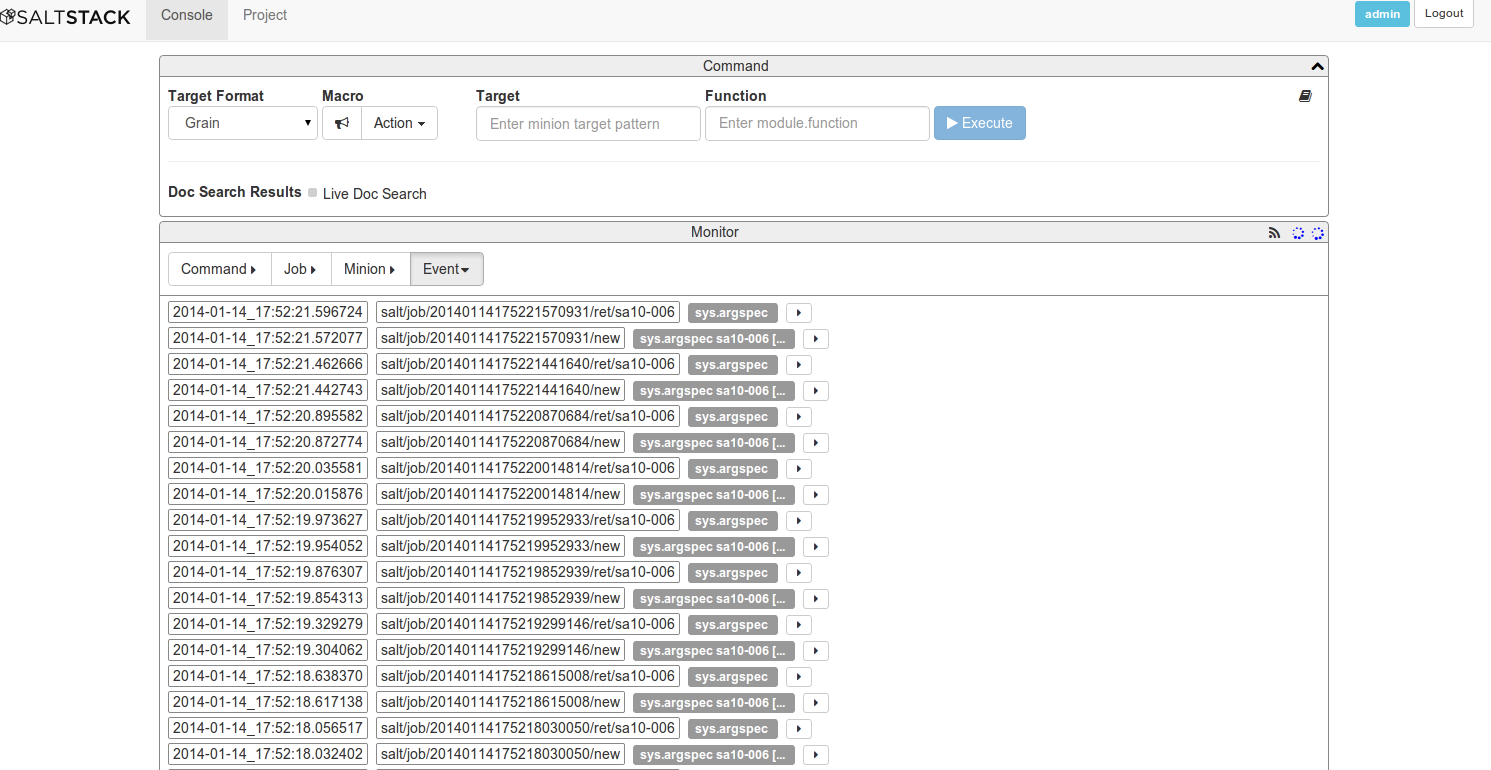 SALTSTACK Console Project admin Logout
Command
Target Format Macro Target Function
Grain Action Enter minion target pattern Enter module.function Execute
Doc Search Results Live Doc Search
Monitor
Command Job Minion Event
2014-01-14_17:52:21.596724 salt/job/20140114175221570931/ret/sa10-006 sys.argspec
2014-01-14_17:52:21.572077 salt/job/20140114175221570931/new sys.argspec sa10-006 [...
2014-01-14_17:52:21.462666 salt/job/20140114175221441640/ret/sa10-006 sys.argspec
2014-01-14_17:52:21.442743 salt/job/20140114175221441640/new sys.argspec sa10-006 [...
2014-01-14_17:52:20.895582 salt/job/20140114175220870684/ret/sa10-006 sys.argspec
2014-01-14_17:52:20.872774 salt/job/20140114175220870684/new sys.argspec sa10-006 [...
2014-01-14_17:52:20.035581 salt/job/20140114175220014814/ret/sa10-006 sys.argspec
2014-01-14_17:52:20.015876 salt/job/20140114175220014814/new sys.argspec sa10-006 [...
2014-01-14_17:52:19.973627 salt/job/20140114175219952933/ret/sa10-006 sys.argspec
2014-01-14_17:52:19.954052 salt/job/20140114175219952933/new sys.argspec sa10-006 [...
2014-01-14_17:52:19.876307 salt/job/20140114175219852939/ret/sa10-006 sys.argspec
2014-01-14_17:52:19.854313 salt/job/20140114175219852939/new sys.argspec sa10-006 [...
2014-01-14_17:52:19.329279 salt/job/20140114175219299146/ret/sa10-006 sys.argspec
2014-01-14_17:52:19.304062 salt/job/20140114175219299146/new sys.argspec sa10-006 [...
2014-01-14_17:52:18.638370 salt/job/20140114175218615008/ret/sa10-006 sys.argspec
2014-01-14_17:52:18.617138 salt/job/20140114175218615008/new sys.argspec sa10-006 [...
2014-01-14_17:52:18.056517 salt/job/20140114175218030050/ret/sa10-006 sys.argspec
2014-01-14_17:52:18.032402 salt/job/20140114175218030050/new sys.argspec sa10-006 [...